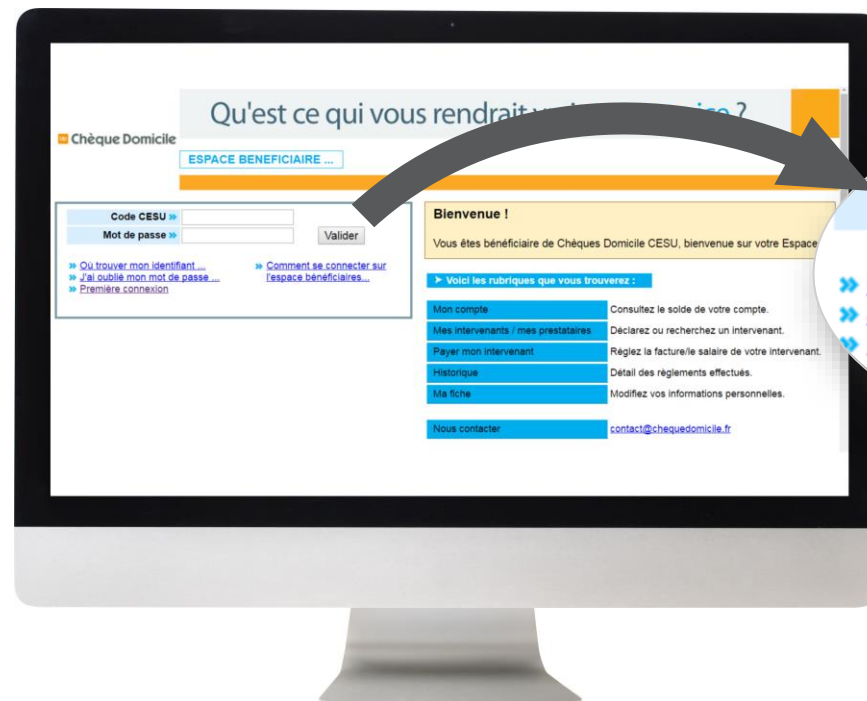 Qu'est ce qui vous rendrait ?
Chèque Domicile
ESPACE BENEFICIAIRE ...
Code CESU »
Mot de passe »
Valider
» Où trouver mon identifiant ...
» J'ai oublié mon mot de passe ...
» Première connexion
» Comment se connecter sur
l'espace bénéficiaires...
Bienvenue !
Vous êtes bénéficiaire de Chèques Domicile CESU, bienvenue sur votre Espace
➤ Voici les rubriques que vous trouverez :
Mon compte Consultez le solde de votre compte.
Mes intervenants / mes prestataires Déclarez ou recherchez un intervenant.
Payer mon intervenant Réglez la facture/le salaire de votre intervenant.
Historique Détail des règlements effectués.
Ma fiche Modifiez vos informations personnelles.
Nous contacter contact@chequedomicile.fr